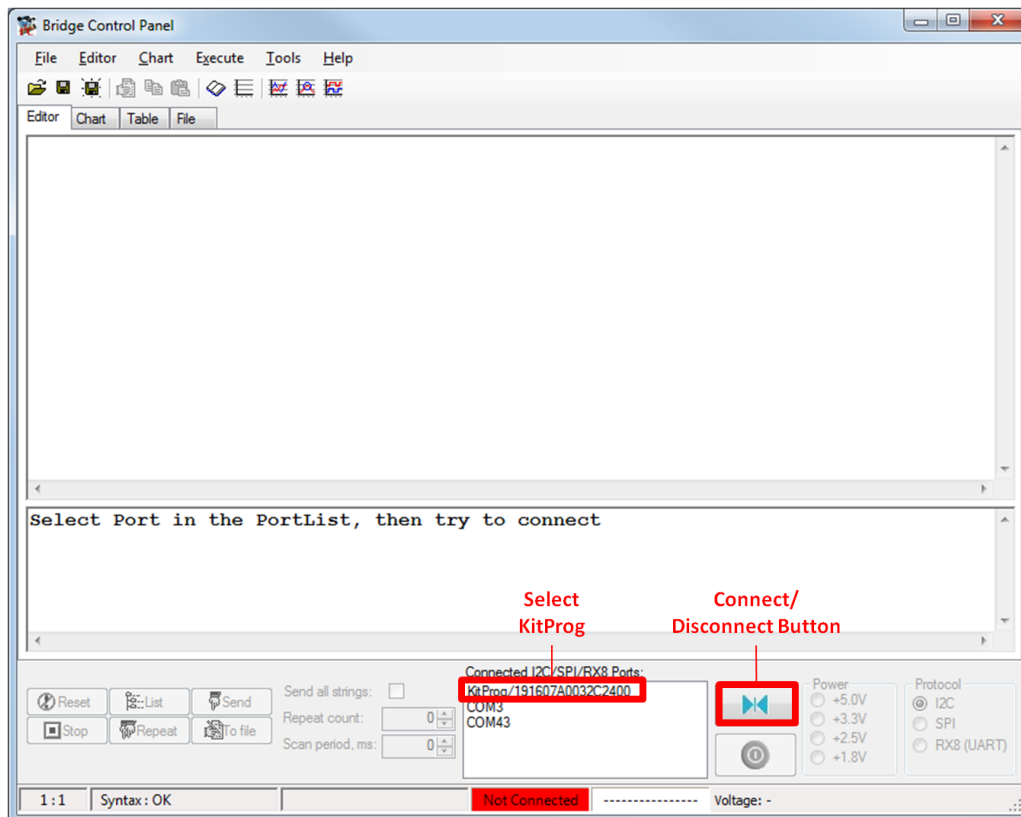 Bridge Control Panel
File Editor Chart Execute Tools Help
Editor Chart Table File
Select Port in the PortList, then try to connect
Select
KitProg
Connect/
Disconnect Button
Connected I2C/SPI/RX8 Ports:
KitProg/191607A0032C2400
COM3
COM43
Reset List Send
Stop Repeat To file
Send all strings:
Repeat count: 0
Scan period, ms: 0
Power
+5.0V
+3.3V
+2.5V
+1.8V
Protocol
I2C
SPI
RX8 (UART)
1:1 Syntax: OK Not Connected ---------------- Voltage: -